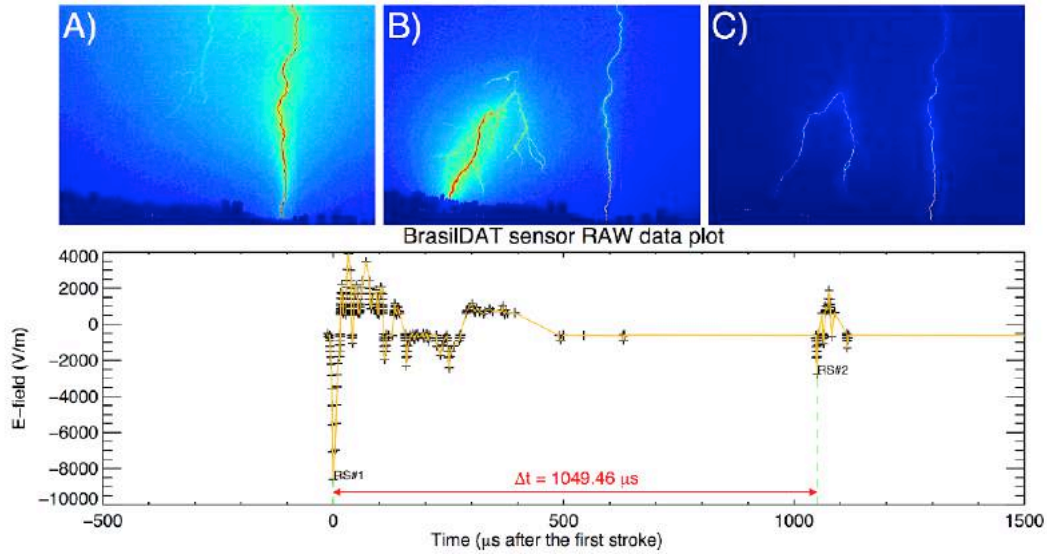 A)
B)
C)
BrasilDAT sensor RAW data plot
E-field (V/m)
4000
2000
0
-2000
-4000
-6000
-8000
-10000
RS#1
RS#2
Δt = 1049.46 μs
-500
0
500
1000
1500
Time (μs after the first stroke)